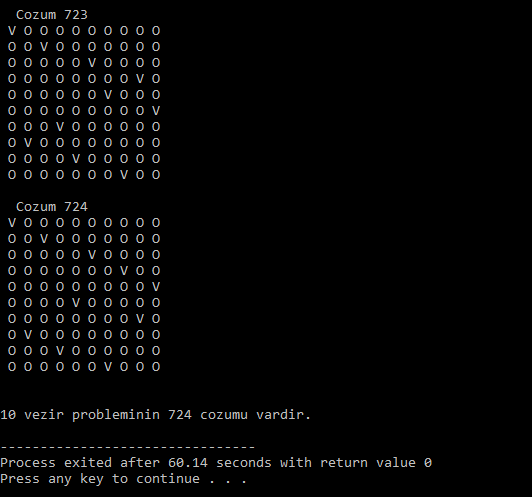 Cozum 723
V O O O O O O O O O
O O V O O O O O O O
O O O O O V O O O O
O O O O O O O O V O
O O O O O O V O O O
O O O O O O O O O V
O O O V O O O O O O
O V O O O O O O O O
O O O O V O O O O O
O O O O O O O V O O
Cozum 724
V O O O O O O O O O
O O V O O O O O O O
O O O O O V O O O O
O O O O O O O V O O
O O O O O O O O O V
O O O O V O O O O O
O O O O O O O O V O
O V O O O O O O O O
O O O V O O O O O O
O O O O O O V O O O
10 vezir probleminin 724 cozumu vardir.
--------------------------------
Process exited after 60.14 seconds with return value 0
Press any key to continue . . .